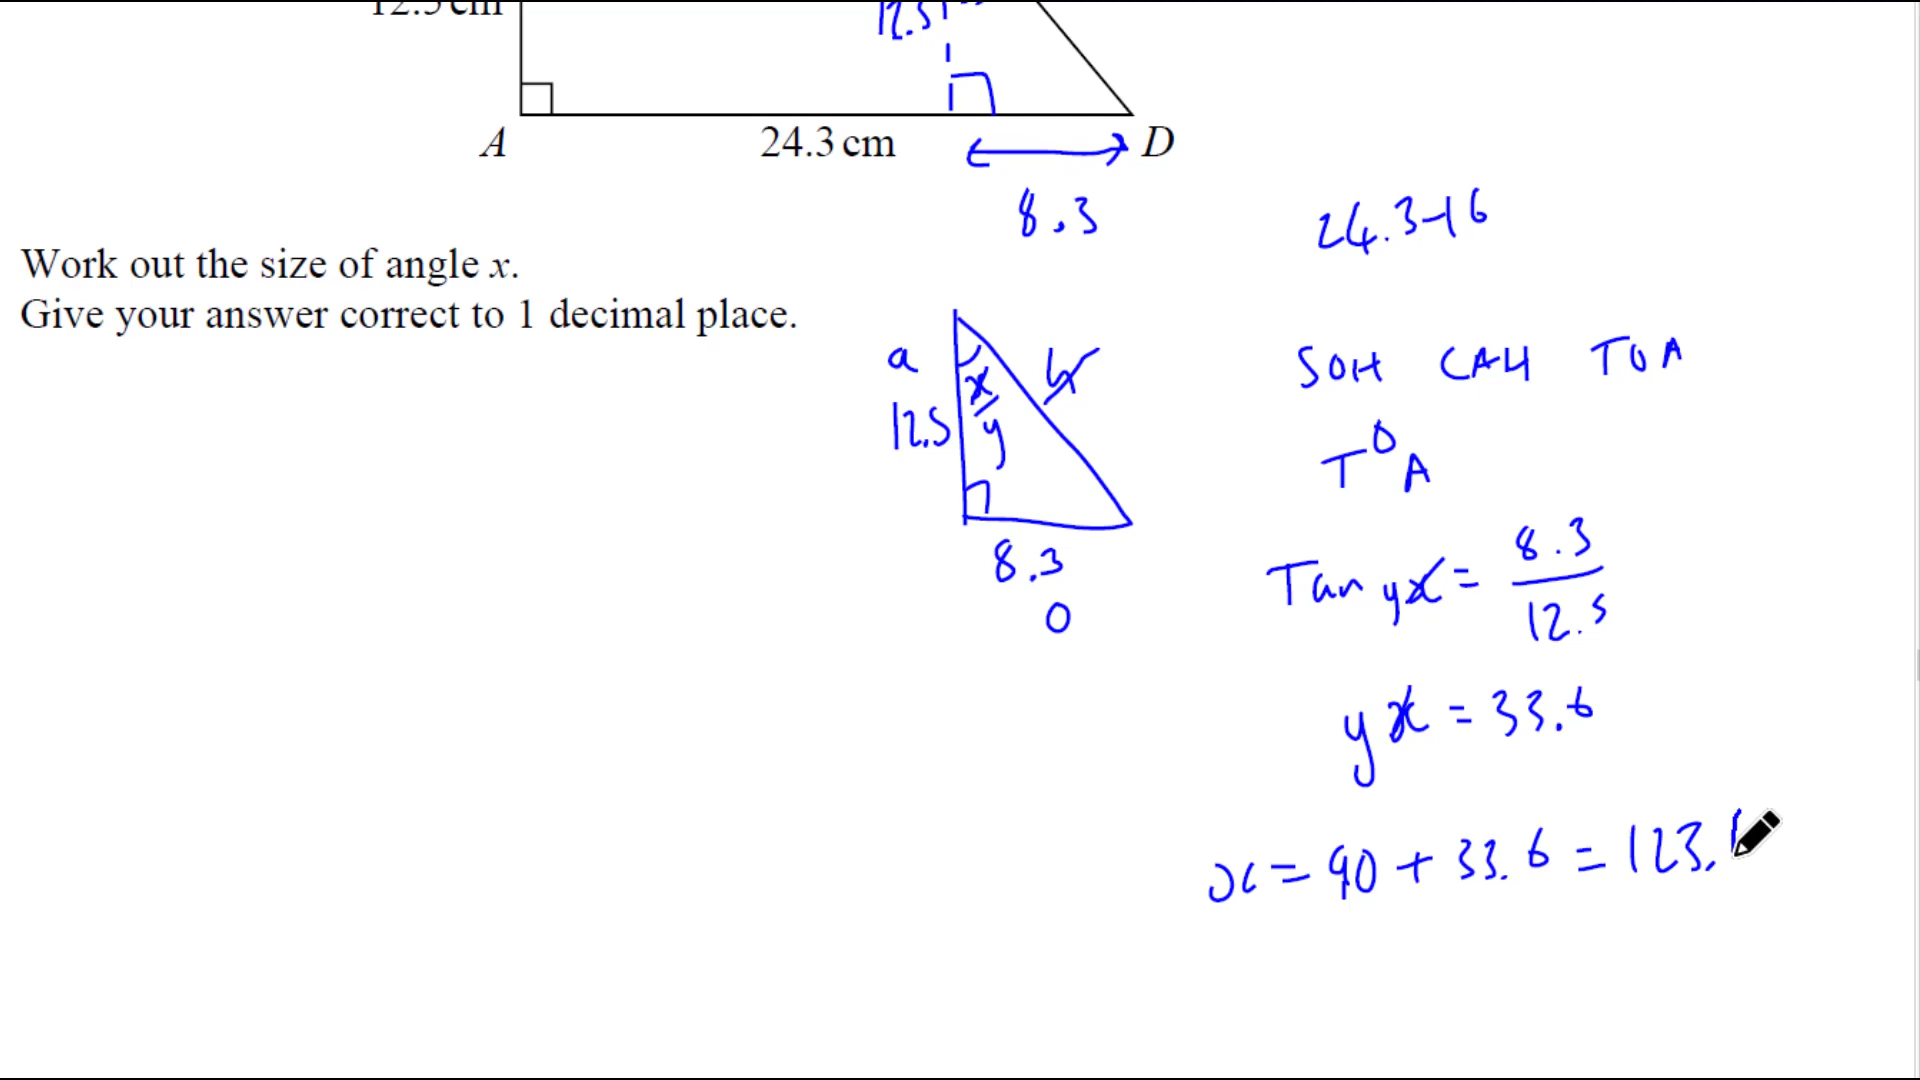 12.5 cm
12.5
A
24.3 cm
D
8.3
24.3-16
Work out the size of angle x.
Give your answer correct to 1 decimal place.
a
h
x
SOH CAH TOA
12.5
y
T O A
8.3
O
Tan yx = 8.3
12.5
yx = 33.6
x = 90 + 33.6 = 123.